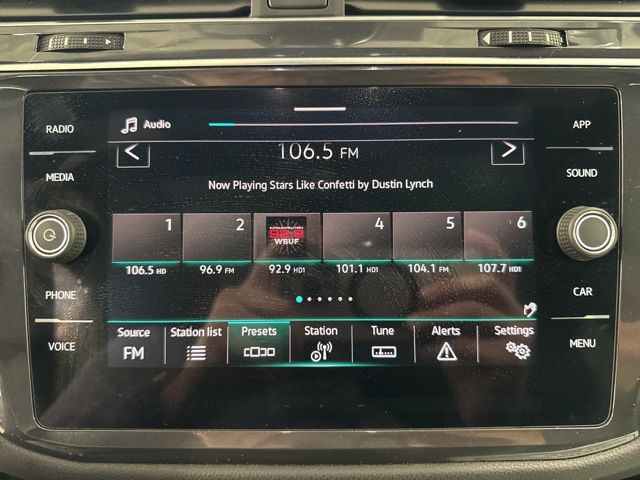 RADIO
MEDIA
PHONE
VOICE
Audio
106.5 FM
Now Playing Stars Like Confetti by Dustin Lynch
1 2 4 5 6
92.9
WBUF
106.5 HD 96.9 FM 92.9 HD1 101.1 HD1 104.1 FM 107.7 HD1
Source Station list Presets Station Tune Alerts Settings
FM
APP
SOUND
CAR
MENU